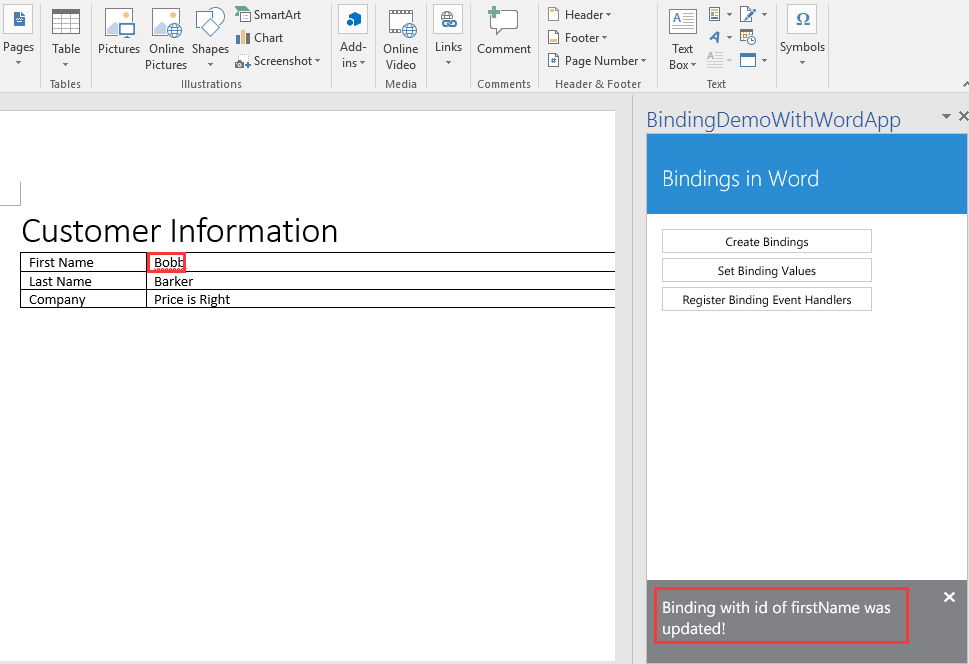 Pages
Table
Pictures
Online
Pictures
Shapes
SmartArt
Chart
Screenshot
Add-
ins
Online
Video
Links
Comment
Header
Footer
Page Number
Text
Box
Symbols
Tables
Illustrations
Media
Comments
Header & Footer
Text
BindingDemoWithWordApp
Bindings in Word
Create Bindings
Set Binding Values
Register Binding Event Handlers
Customer Information
First Name Bobb
Last Name Barker
Company Price is Right
Binding with id of firstName was
updated!